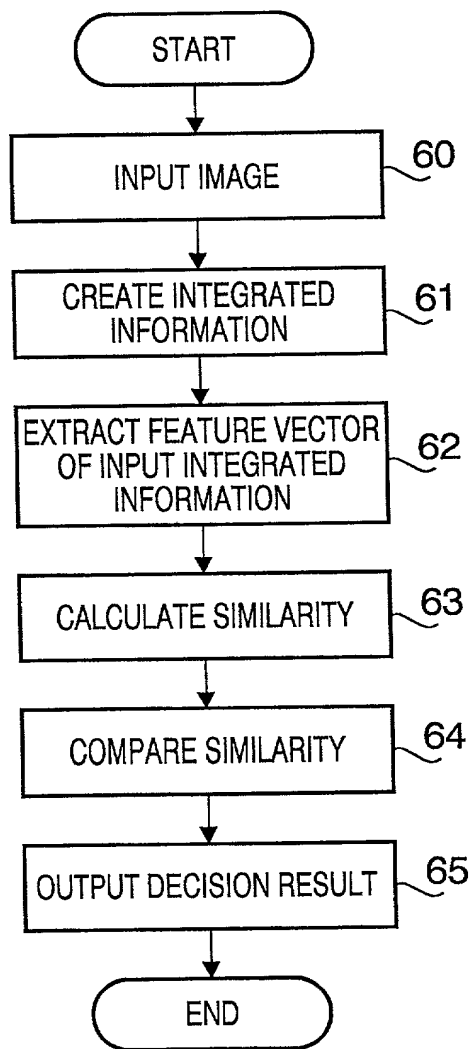 START
INPUT IMAGE
60
CREATE INTEGRATED
INFORMATION
61
EXTRACT FEATURE VECTOR
OF INPUT INTEGRATED
INFORMATION
62
CALCULATE SIMILARITY
63
COMPARE SIMILARITY
64
OUTPUT DECISION RESULT
65
END